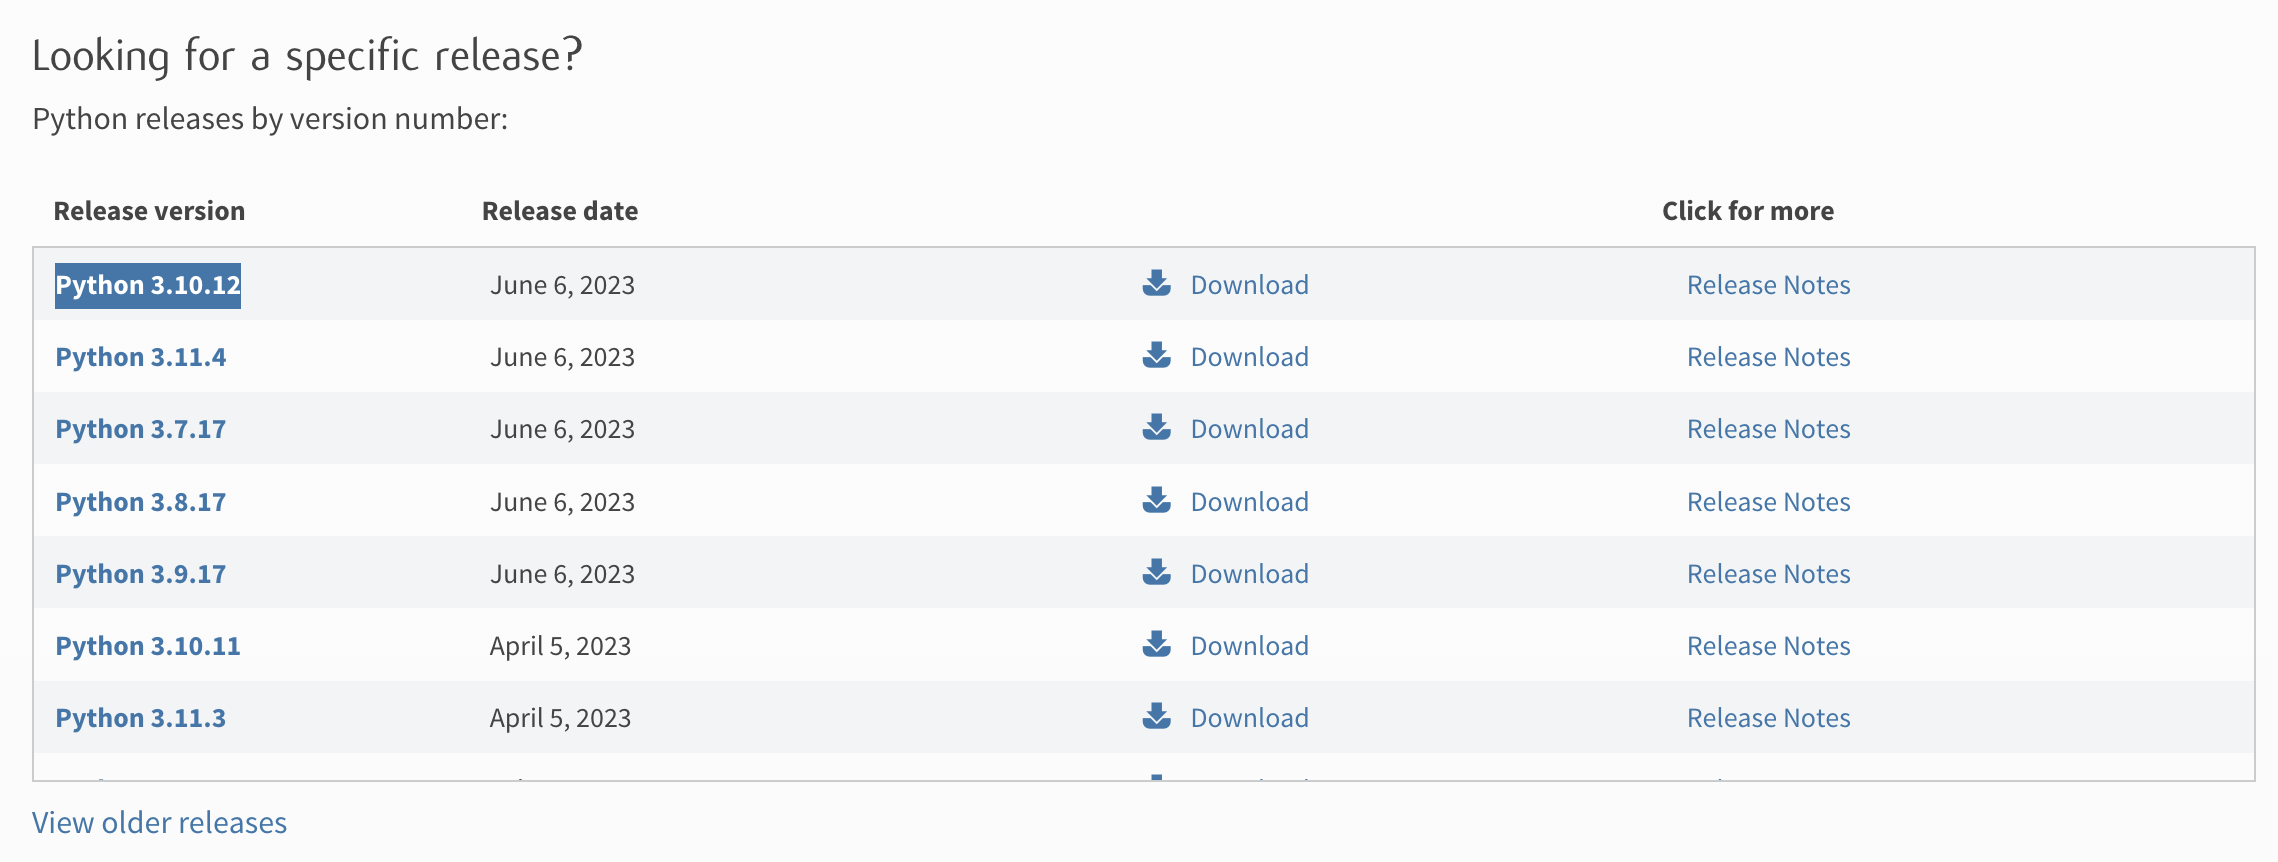 Looking for a specific release?
Python releases by version number:
Release version Release date Click for more
Python 3.10.12 June 6, 2023 Download Release Notes
Python 3.11.4 June 6, 2023 Download Release Notes
Python 3.7.17 June 6, 2023 Download Release Notes
Python 3.8.17 June 6, 2023 Download Release Notes
Python 3.9.17 June 6, 2023 Download Release Notes
Python 3.10.11 April 5, 2023 Download Release Notes
Python 3.11.3 April 5, 2023 Download Release Notes
View older releases